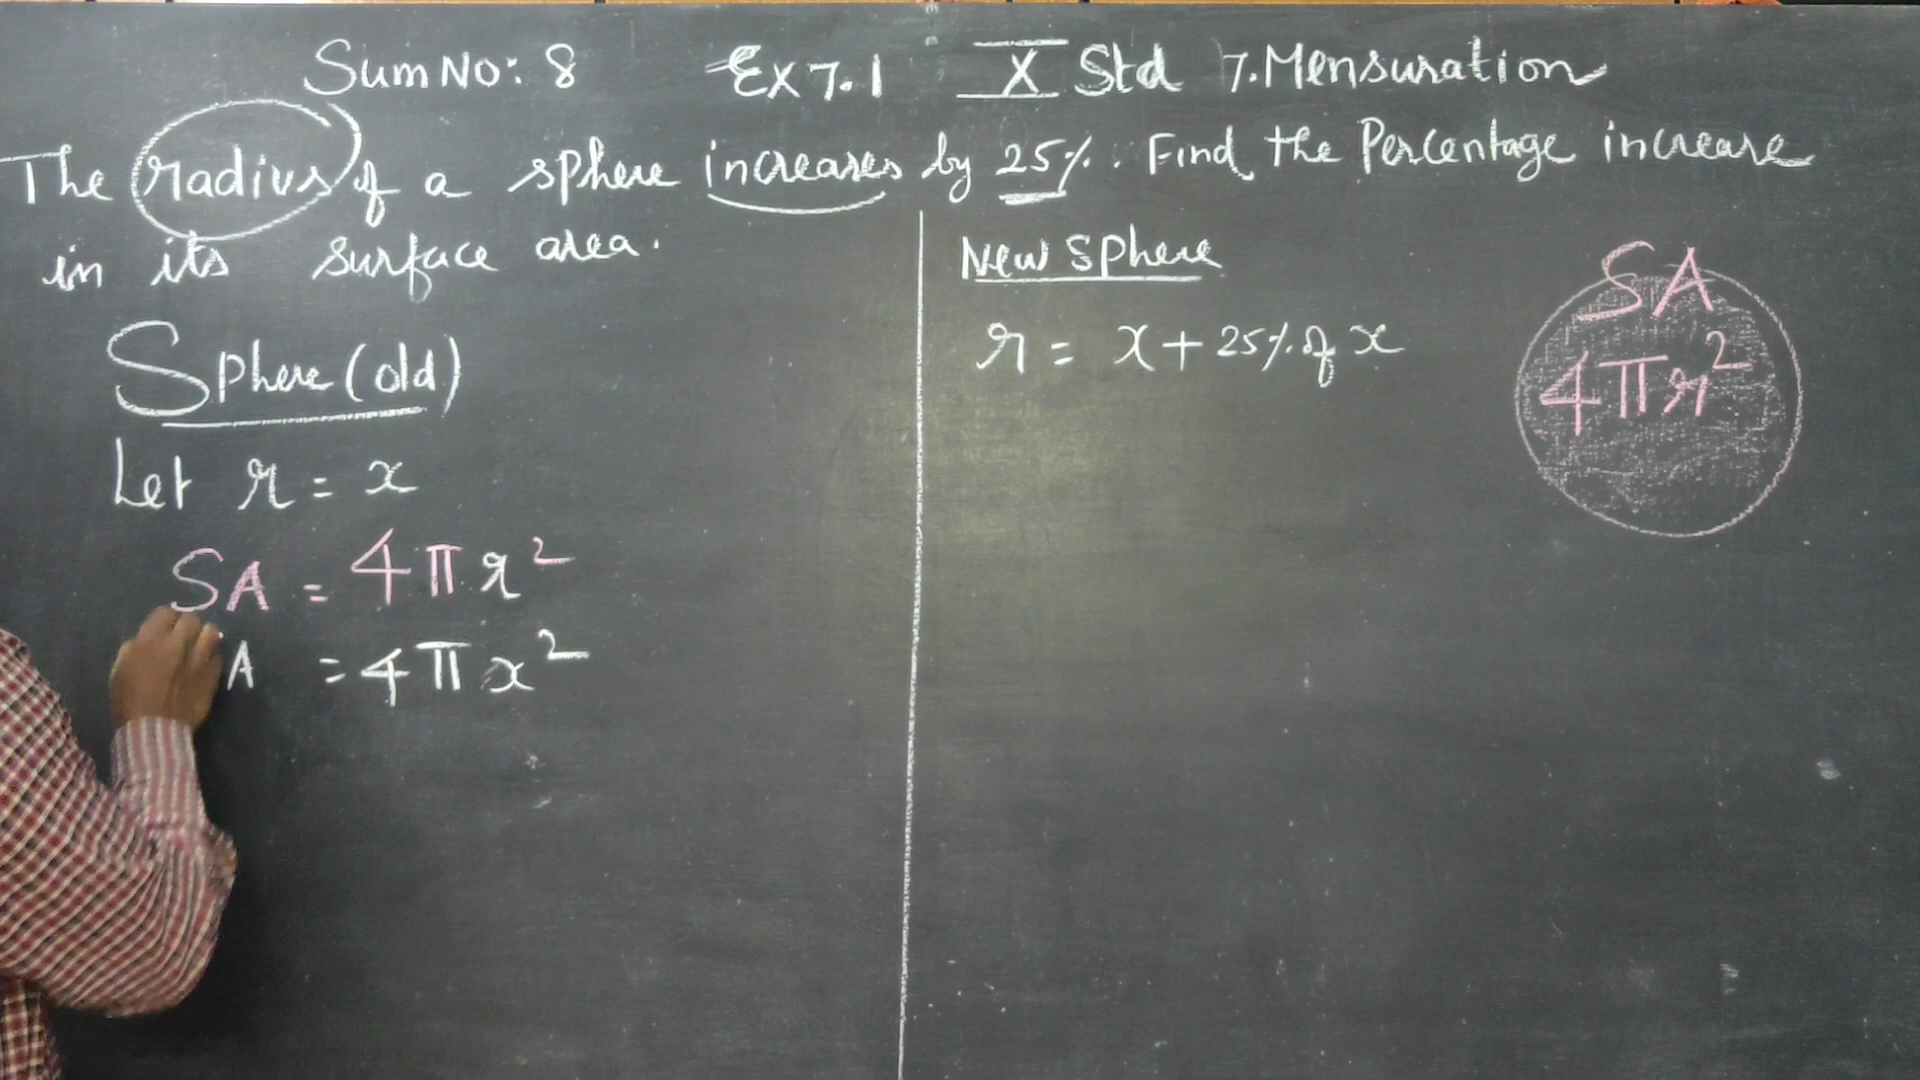 Sum No: 8 Ex 7.1 X Std 7. Mensuration
The radius of a sphere increases by 25%. Find the Percentage increase
in its surface area.
Sphere (old)
Let r = x
SA = 4πr²
A = 4πx²
New Sphere
r = x + 25% of x
SA
4πr²